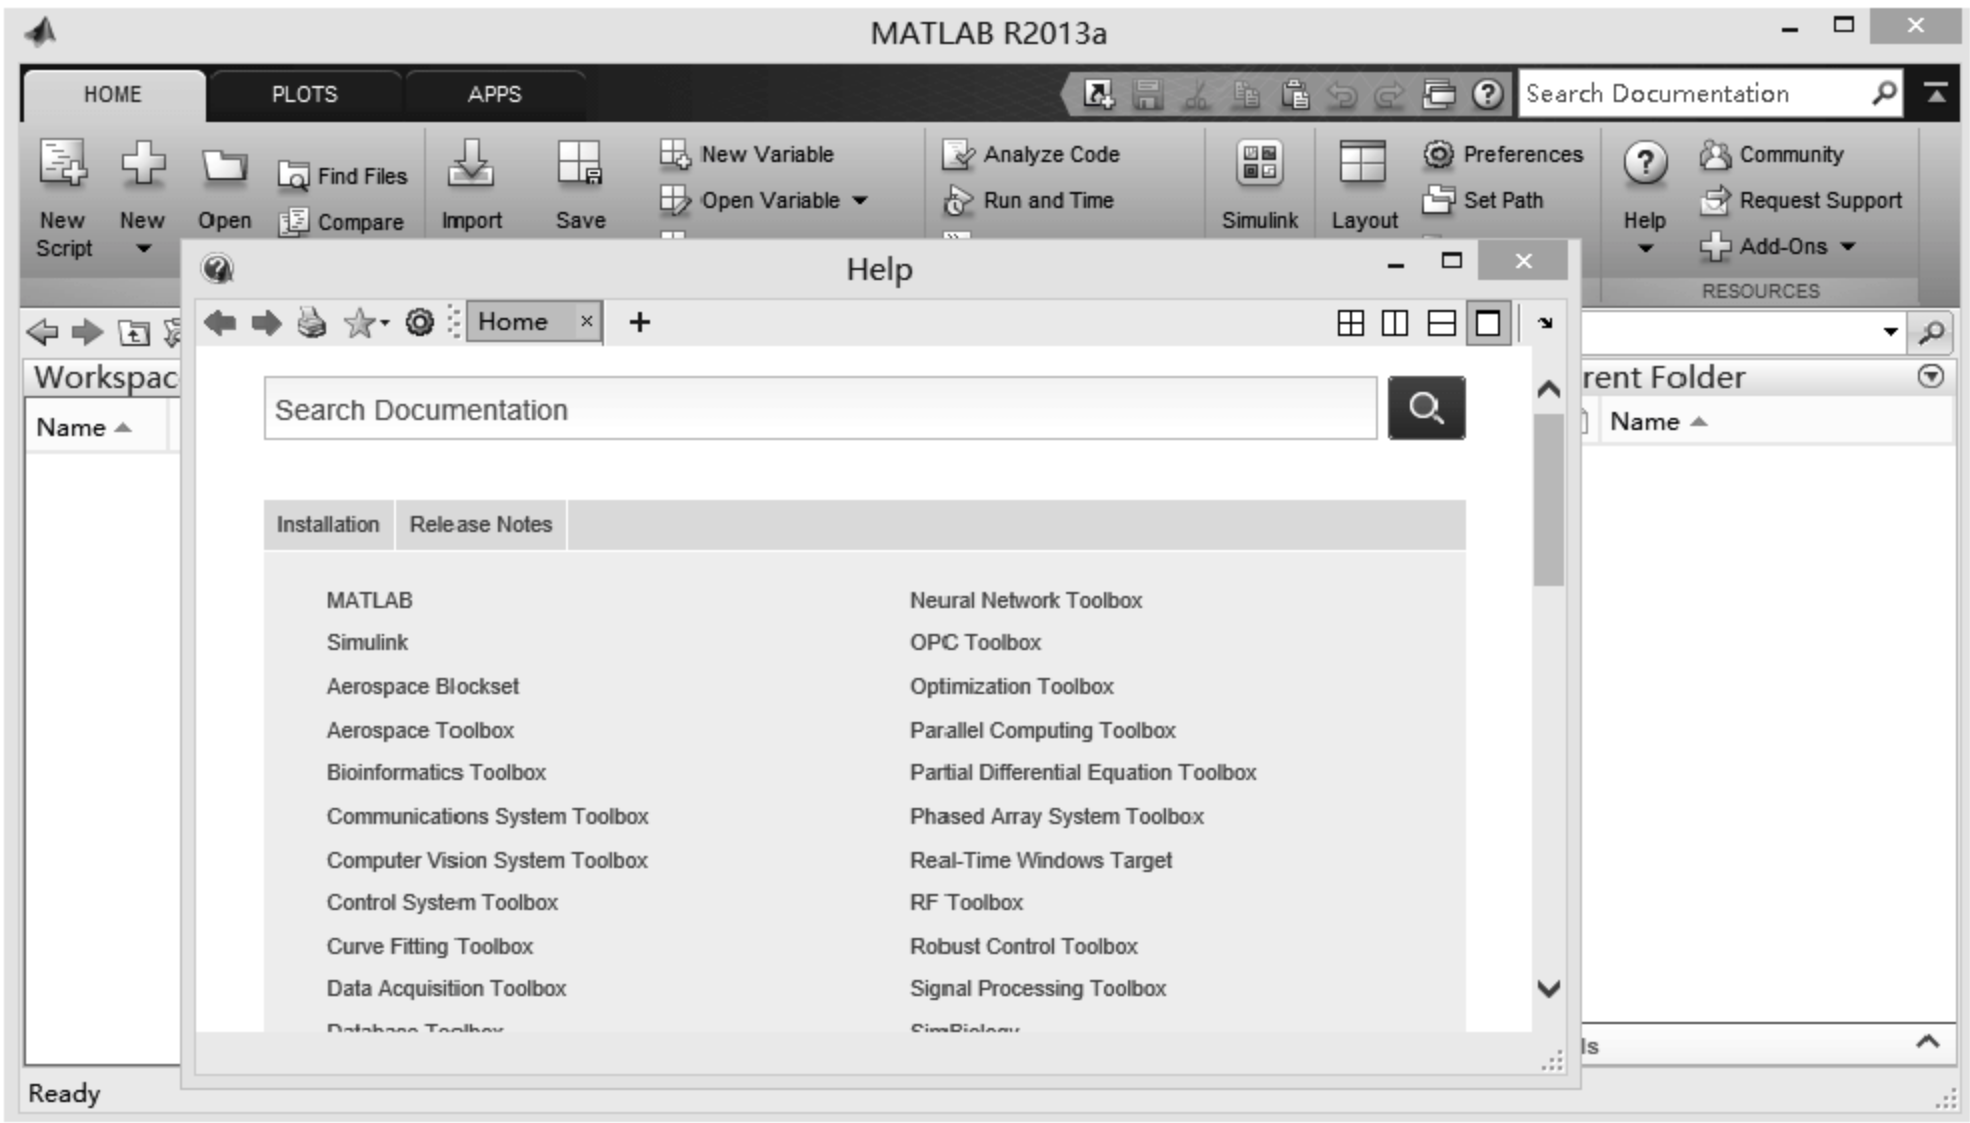 MATLAB R2013a
HOME PLOTS APPS Search Documentation
New Script New Open Find Files Compare Import Save New Variable Open Variable Analyze Code Run and Time Simulink Layout Preferences Set Path Help Community Request Support Add-Ons
RESOURCES
Help
Home
Workspac
rent Folder
Name
Name
Search Documentation
Installation Release Notes
MATLAB Neural Network Toolbox
Simulink OPC Toolbox
Aerospace Blockset Optimization Toolbox
Aerospace Toolbox Parallel Computing Toolbox
Bioinformatics Toolbox Partial Differential Equation Toolbox
Communications System Toolbox Phased Array System Toolbox
Computer Vision System Toolbox Real-Time Windows Target
Control System Toolbox RF Toolbox
Curve Fitting Toolbox Robust Control Toolbox
Data Acquisition Toolbox Signal Processing Toolbox
Database Toolbox SimBiology
ls
Ready